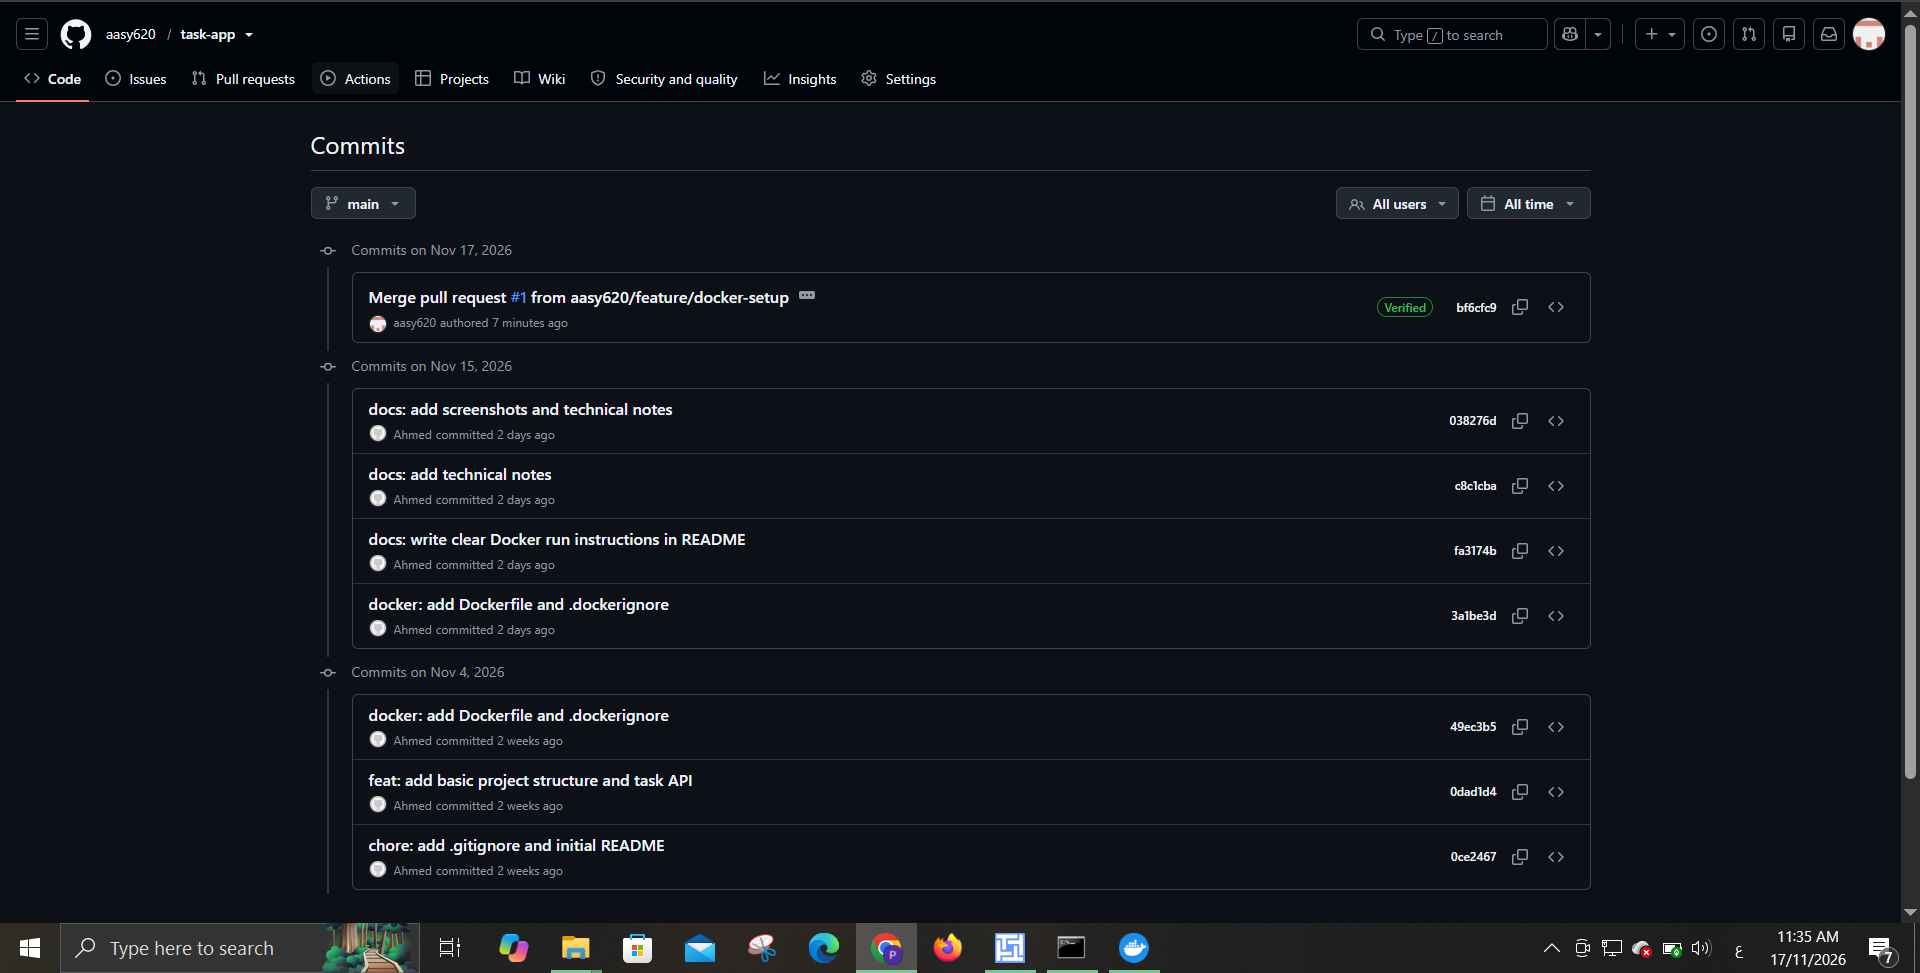 aasy620 / task-app
Type / to search
Code Issues Pull requests Actions Projects Wiki Security and quality Insights Settings
Commits
main
All users All time
Commits on Nov 17, 2026
Merge pull request #1 from aasy620/feature/docker-setup
Verified bf6cfc9
aasy620 authored 7 minutes ago
Commits on Nov 15, 2026
docs: add screenshots and technical notes
038276d
Ahmed committed 2 days ago
docs: add technical notes
c8c1cba
Ahmed committed 2 days ago
docs: write clear Docker run instructions in README
fa3174b
Ahmed committed 2 days ago
docker: add Dockerfile and .dockerignore
3a1be3d
Ahmed committed 2 days ago
Commits on Nov 4, 2026
docker: add Dockerfile and .dockerignore
49ec3b5
Ahmed committed 2 weeks ago
feat: add basic project structure and task API
0dad1d4
Ahmed committed 2 weeks ago
chore: add .gitignore and initial README
0ce2467
Ahmed committed 2 weeks ago
Type here to search
P
ع
11:35 AM
17/11/2026
7